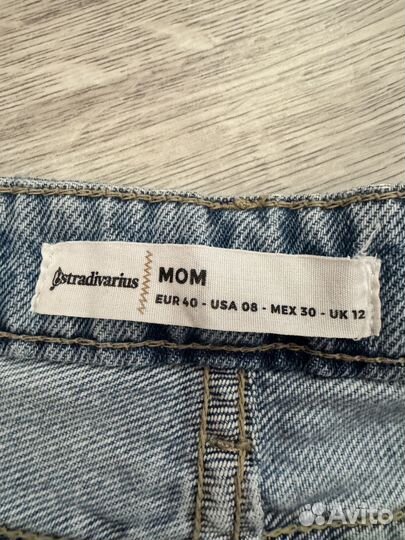 stradivarius
MOM
EUR 40 - USA 08 - MEX 30 - UK 12
Avito